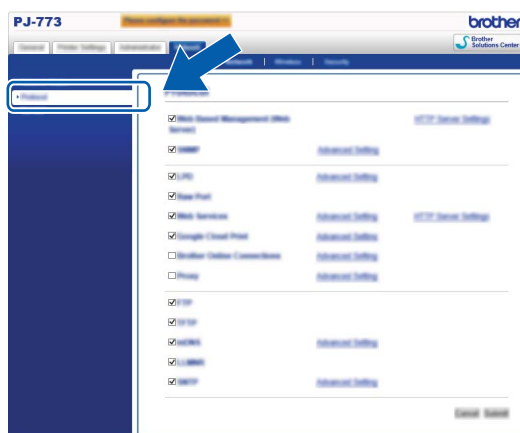 PJ-773
Please configure the password >>
brother
Brother
Solutions Center
General Printer Settings Administrator
Network Wireless Security
Protocol
Protocol
Web Based Management (Web Server) HTTP Server Settings
SNMP Advanced Setting
LPD Advanced Setting
Raw Port
Web Services Advanced Setting HTTP Server Settings
Google Cloud Print Advanced Setting
Brother Online Connections Advanced Setting
Proxy Advanced Setting
FTP
TFTP
mDNS Advanced Setting
LLMNR
SMTP Advanced Setting
Cancel Submit